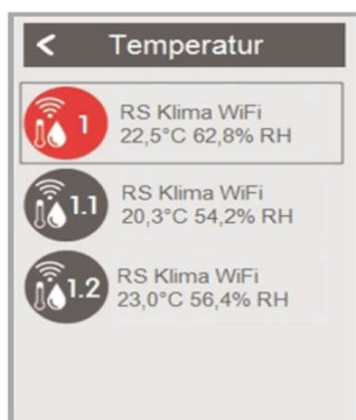 < Temperatur
1
RS Klima WiFi
22,5°C 62,8% RH
1.1
RS Klima WiFi
20,3°C 54,2% RH
1.2
RS Klima WiFi
23,0°C 56,4% RH